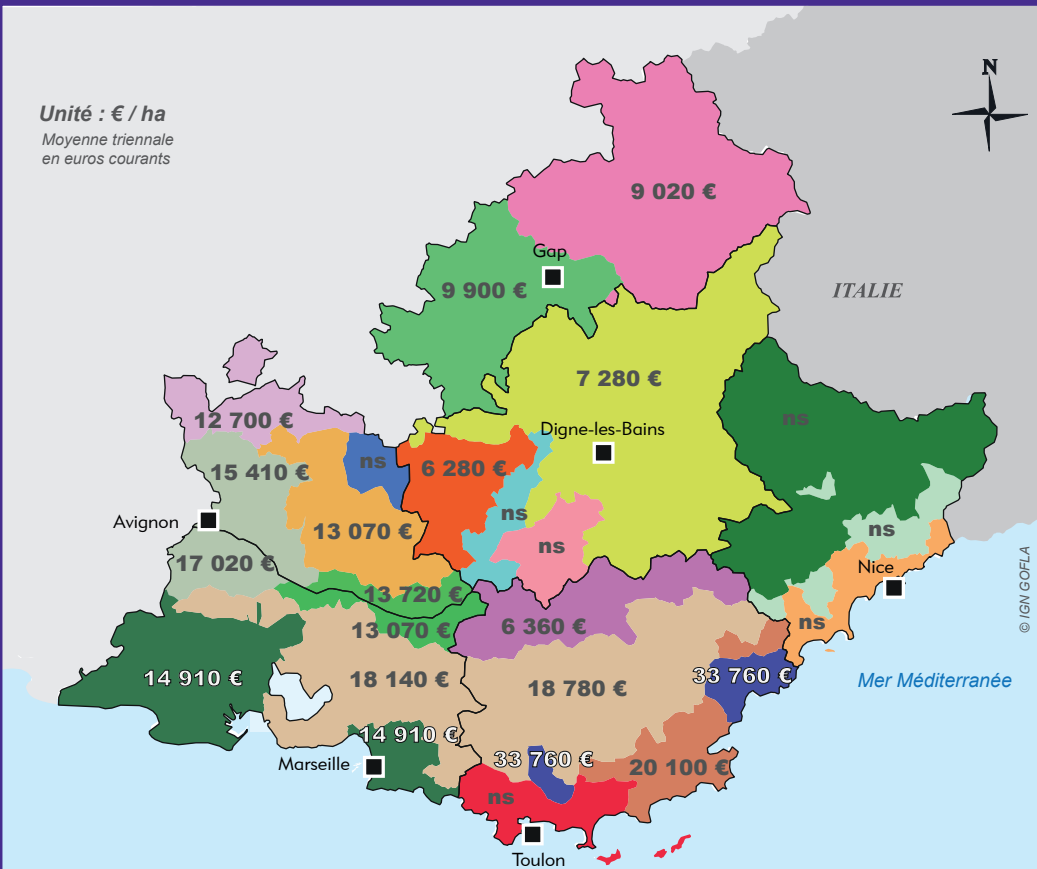 Unité : € / ha
Moyenne triennale
en euros courants
N
9 020 €
Gap
9 900 €
ITALIE
7 280 €
12 700 €
ns
Digne-les-Bains
15 410 €
ns
6 280 €
Avignon
13 070 €
ns
ns
ns
17 020 €
Nice
13 720 €
13 070 €
6 360 €
ns
14 910 €
18 140 €
18 780 €
33 760 €
Mer Méditerranée
14 910 €
33 760 €
Marseille
20 100 €
ns
Toulon
© IGN GOFLA